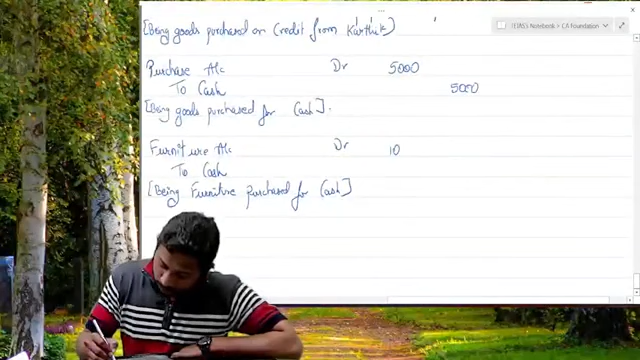 [Being goods purchased on Credit from Karthik)
IEDAS's Notebook > CA Foundation
Purchase A/c Dr 5000
To Cash 5000
[Being goods purchased for Cash].
Furniture A/c Dr 10
To Cash
[Being Furniture purchased for Cash]